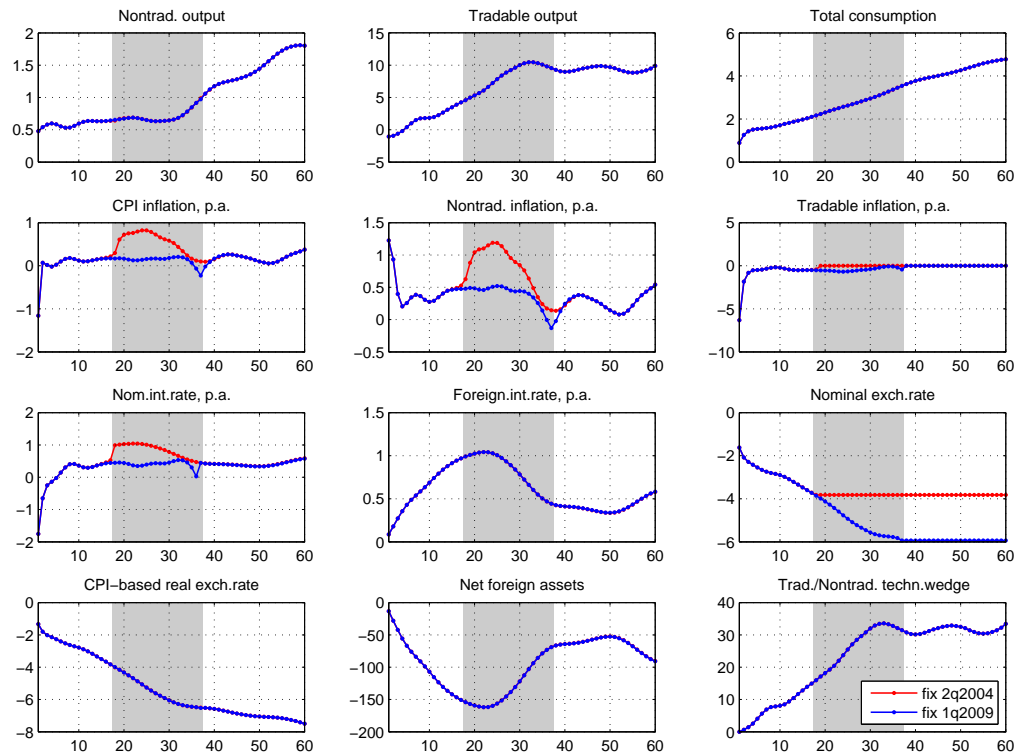 Nontrad. output
2
1.5
1
0.5
0
10 20 30 40 50 60
Tradable output
15
10
5
0
−5
10 20 30 40 50 60
Total consumption
6
4
2
0
10 20 30 40 50 60
CPI inflation, p.a.
1
0
−1
−2
10 20 30 40 50 60
Nontrad. inflation, p.a.
1.5
1
0.5
0
−0.5
10 20 30 40 50 60
Tradable inflation, p.a.
5
0
−5
−10
10 20 30 40 50 60
Nom.int.rate, p.a.
2
1
0
−1
−2
10 20 30 40 50 60
Foreign.int.rate, p.a.
1.5
1
0.5
0
10 20 30 40 50 60
Nominal exch.rate
−0
−2
−4
−6
10 20 30 40 50 60
CPI−based real exch.rate
−0
−2
−4
−6
−8
10 20 30 40 50 60
Net foreign assets
−0
−50
−100
−150
−200
10 20 30 40 50 60
Trad./Nontrad. techn.wedge
40
30
20
10
0
10 20 30 40 50 60
fix 2q2004
fix 1q2009